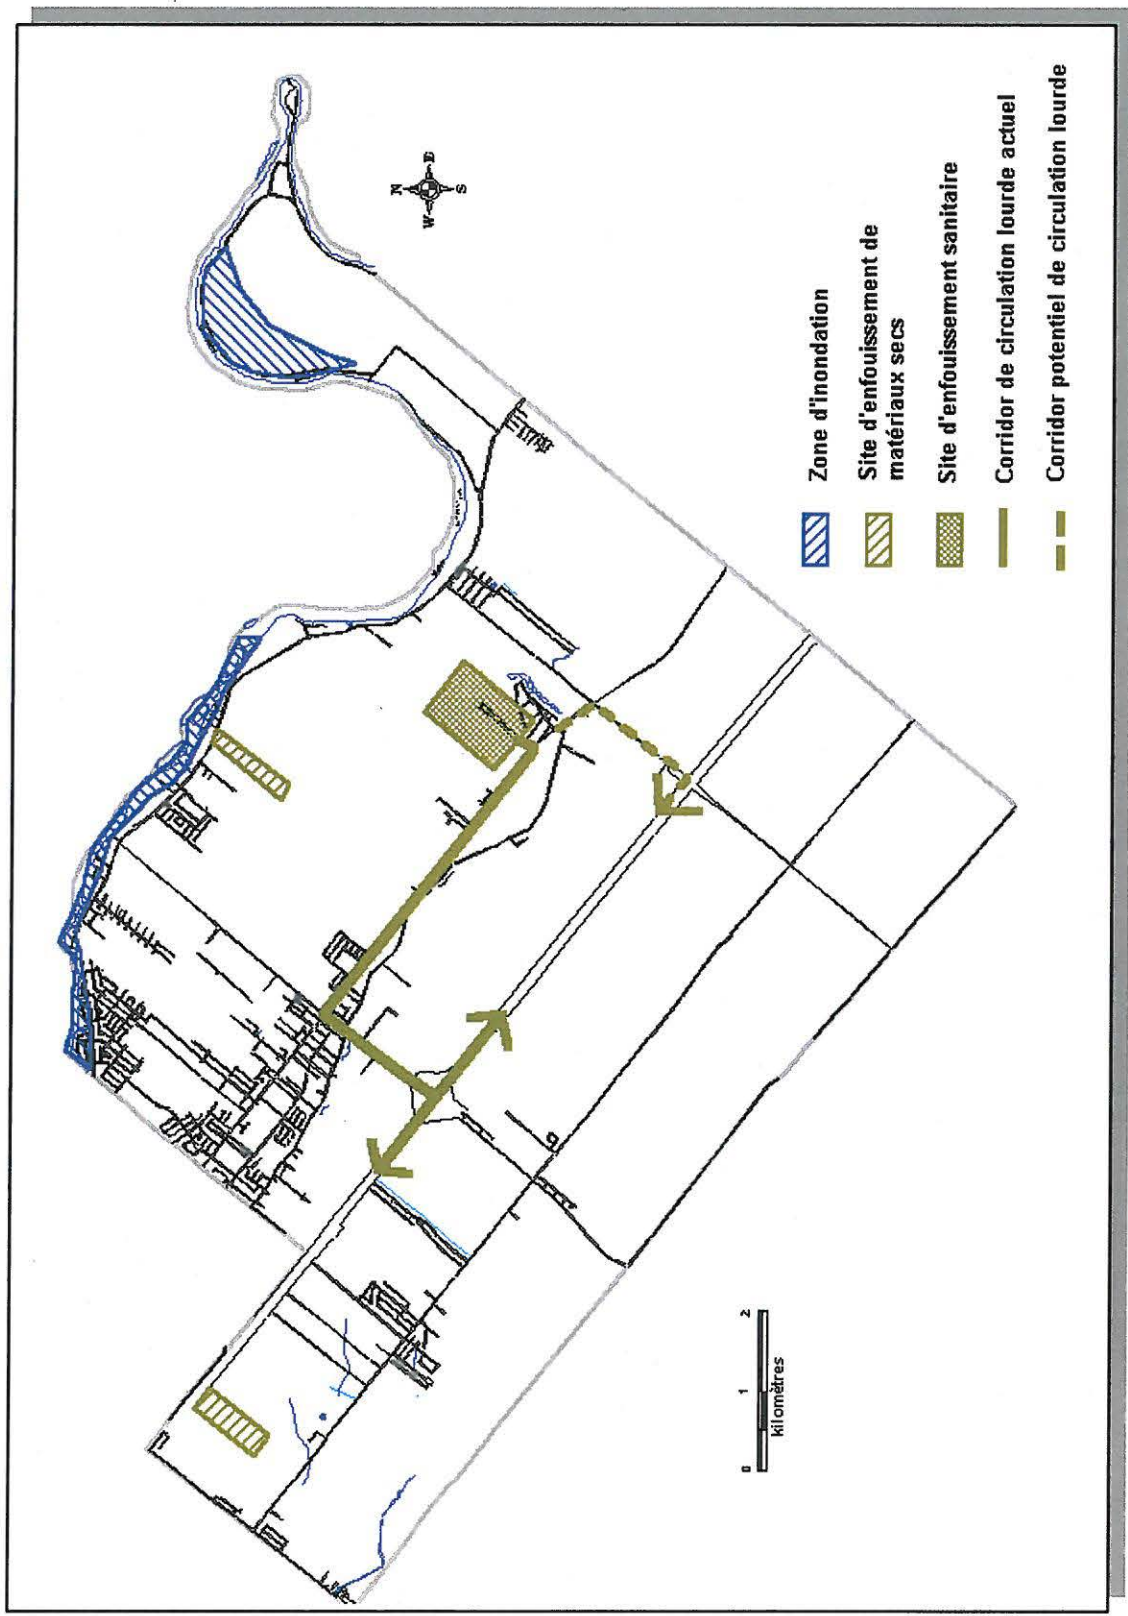 N
W
E
S
Zone d'inondation
Site d'enfouissement de
matériaux secs
Site d'enfouissement sanitaire
Corridor de circulation lourde actuel
Corridor potentiel de circulation lourde
0 1 2
kilomètres